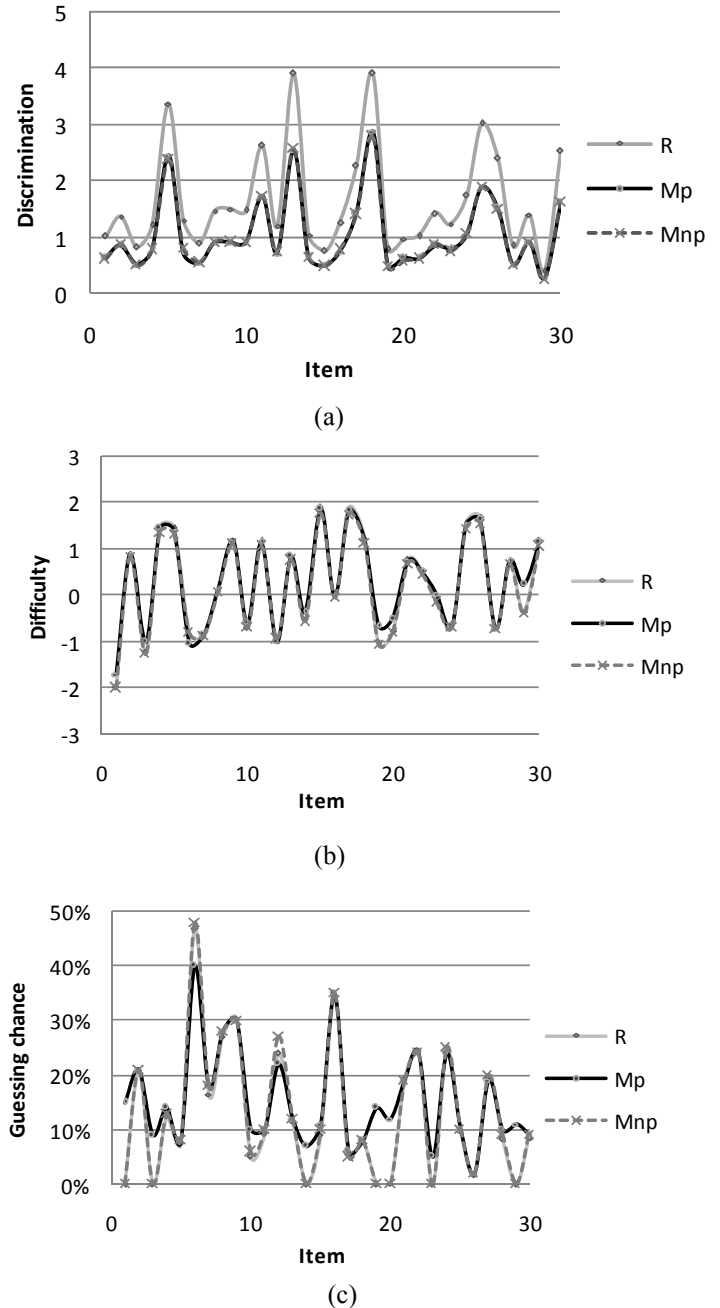 5
4
3
2
1
0
Discrimination
0
10
20
30
Item
R
Mp
Mnp
(a)
3
2
1
0
-1
-2
-3
Difficulty
0
10
20
30
Item
R
Mp
Mnp
(b)
50%
40%
30%
20%
10%
0%
Guessing chance
0
10
20
30
Item
R
Mp
Mnp
(c)